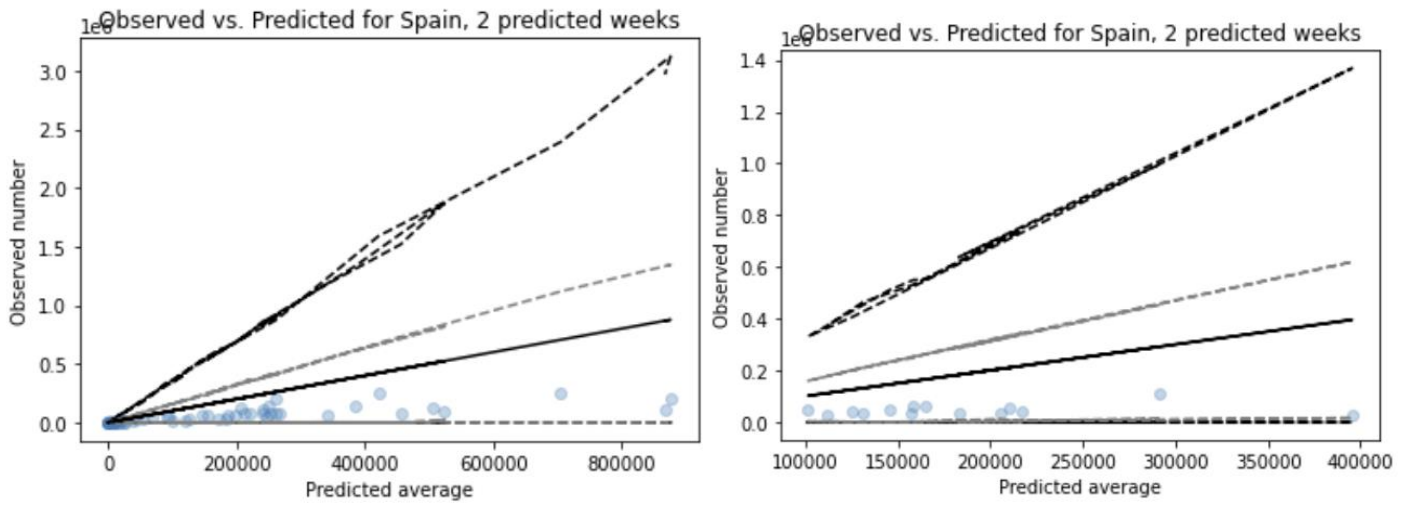 Observed vs. Predicted for Spain, 2 predicted weeks
1e6
3.0
2.5
2.0
1.5
1.0
0.5
0.0
Observed number
0 200000 400000 600000 800000
Predicted average
Observed vs. Predicted for Spain, 2 predicted weeks
1e6
1.4
1.2
1.0
0.8
0.6
0.4
0.2
0.0
Observed number
100000 150000 200000 250000 300000 350000 400000
Predicted average